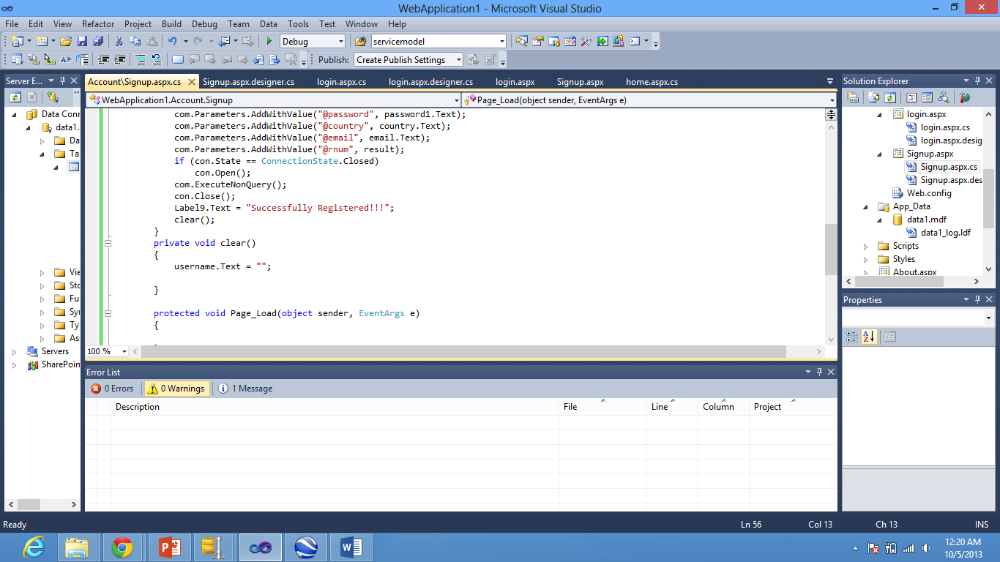 WebApplication1 - Microsoft Visual Studio
File Edit View Refactor Project Build Debug Team Data Tools Test Window Help
Debug servicemodel
Publish: Create Publish Settings
Server E...
Data Conn
data1.
Da
Ta
Vie
Sto
Fu
Syn
Ty
Ass
Servers
SharePoin
Account\Signup.aspx.cs Signup.aspx.designer.cs login.aspx.cs login.aspx.designer.cs login.aspx Signup.aspx home.aspx.cs
WebApplication1.Account.Signup Page_Load(object sender, EventArgs e)
com.Parameters.AddWithValue("@password", password1.Text);
com.Parameters.AddWithValue("@country", country.Text);
com.Parameters.AddWithValue("@email", email.Text);
com.Parameters.AddWithValue("@rnum", result);
if (con.State == ConnectionState.Closed)
con.Open();
com.ExecuteNonQuery();
con.Close();
Label9.Text = "Successfully Registered!!!";
clear();
}
private void clear()
{
username.Text = "";
}
protected void Page_Load(object sender, EventArgs e)
{
100 %
Error List
0 Errors 0 Warnings 1 Message
Description File Line Column Project
Solution Explorer
login.aspx
login.aspx.cs
login.aspx.desig
Signup.aspx
Signup.aspx.cs
Signup.aspx.des
Web.config
App_Data
data1.mdf
data1_log.ldf
Scripts
Styles
About.aspx
Properties
Ready Ln 56 Col 13 Ch 13 INS
12:20 AM
10/5/2013